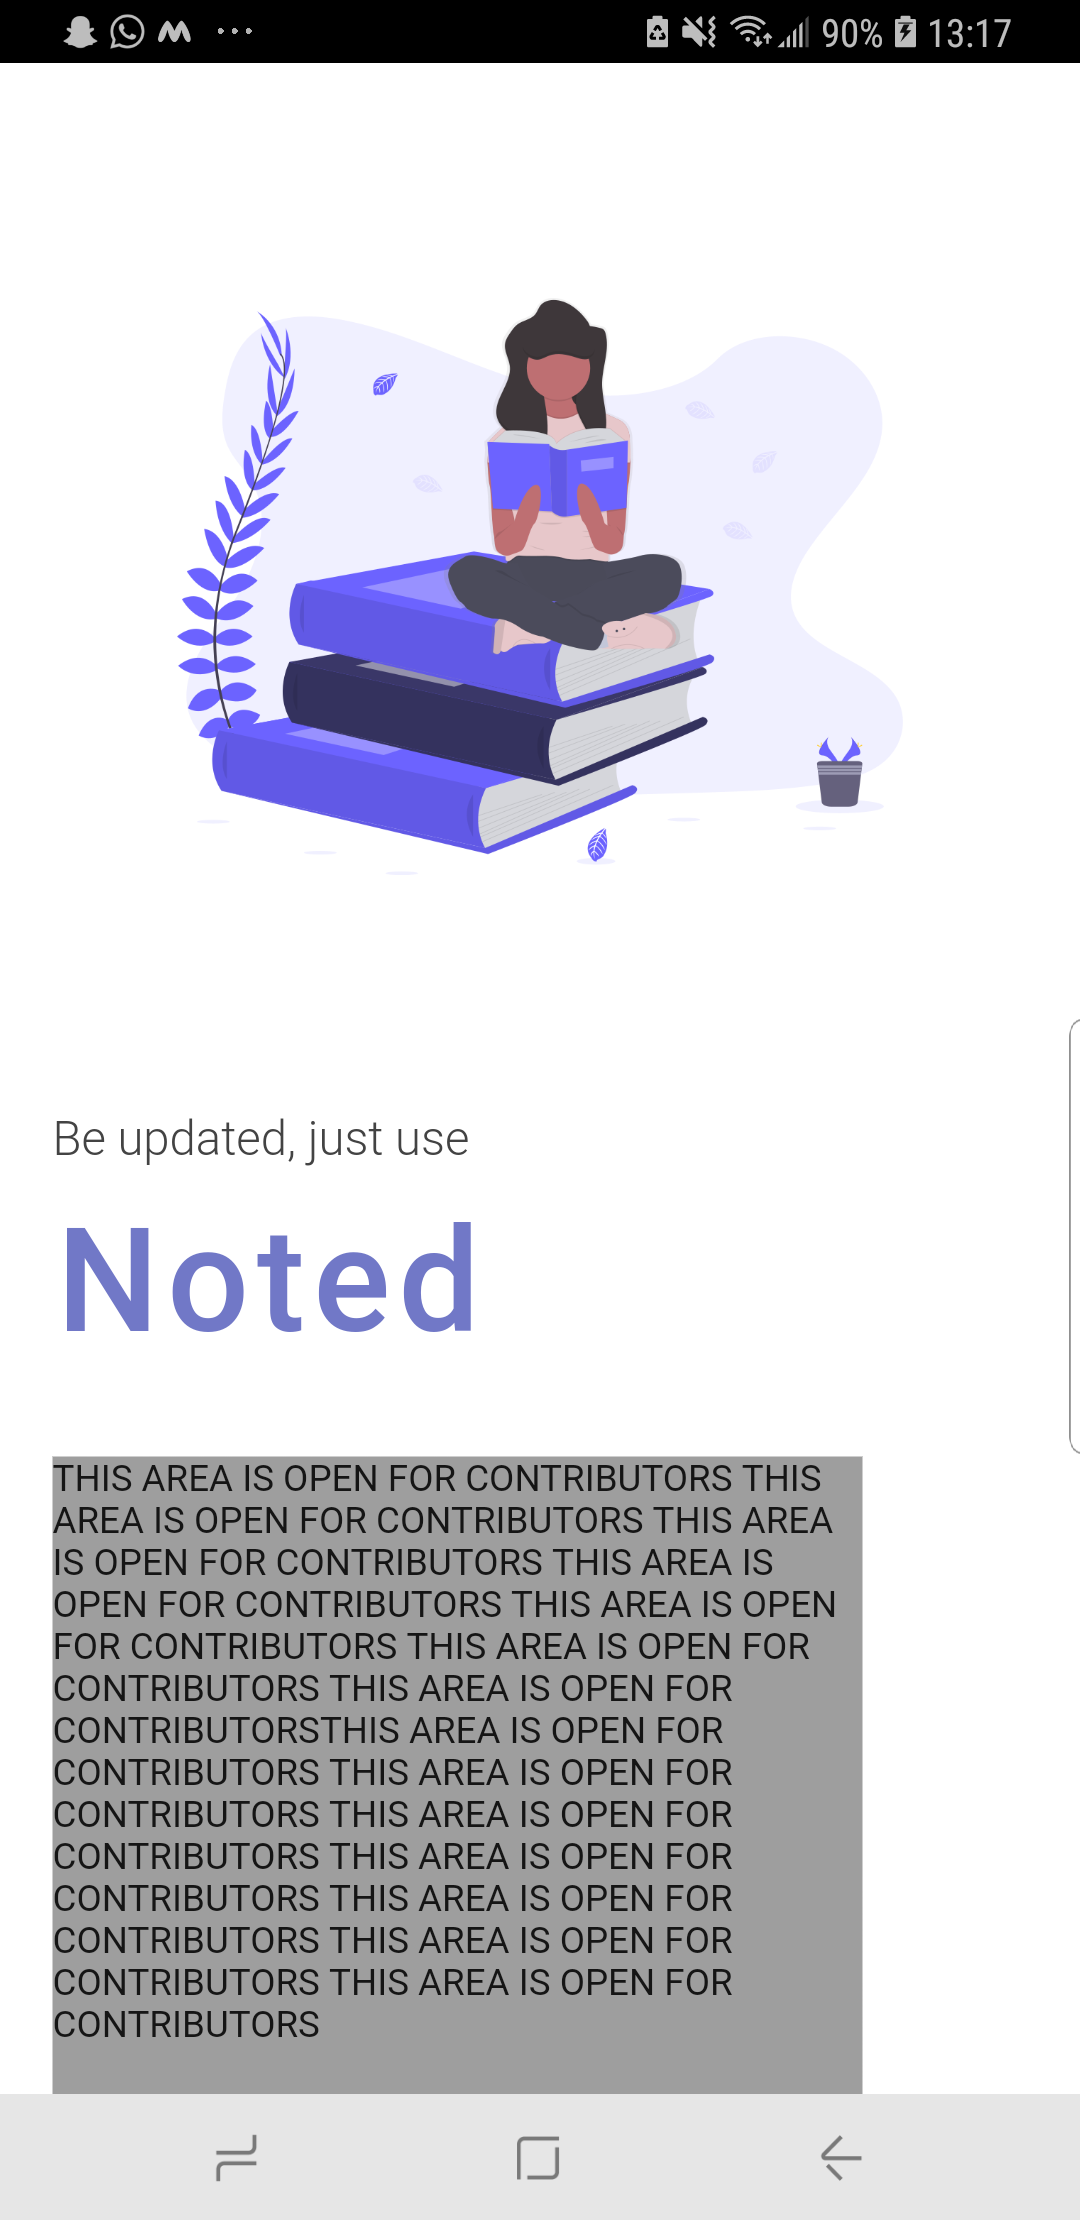 90% 13:17
Be updated, just use
Noted
THIS AREA IS OPEN FOR CONTRIBUTORS THIS
AREA IS OPEN FOR CONTRIBUTORS THIS AREA
IS OPEN FOR CONTRIBUTORS THIS AREA IS
OPEN FOR CONTRIBUTORS THIS AREA IS OPEN
FOR CONTRIBUTORS THIS AREA IS OPEN FOR
CONTRIBUTORS THIS AREA IS OPEN FOR
CONTRIBUTORSTHIS AREA IS OPEN FOR
CONTRIBUTORS THIS AREA IS OPEN FOR
CONTRIBUTORS THIS AREA IS OPEN FOR
CONTRIBUTORS THIS AREA IS OPEN FOR
CONTRIBUTORS THIS AREA IS OPEN FOR
CONTRIBUTORS THIS AREA IS OPEN FOR
CONTRIBUTORS THIS AREA IS OPEN FOR
CONTRIBUTORS